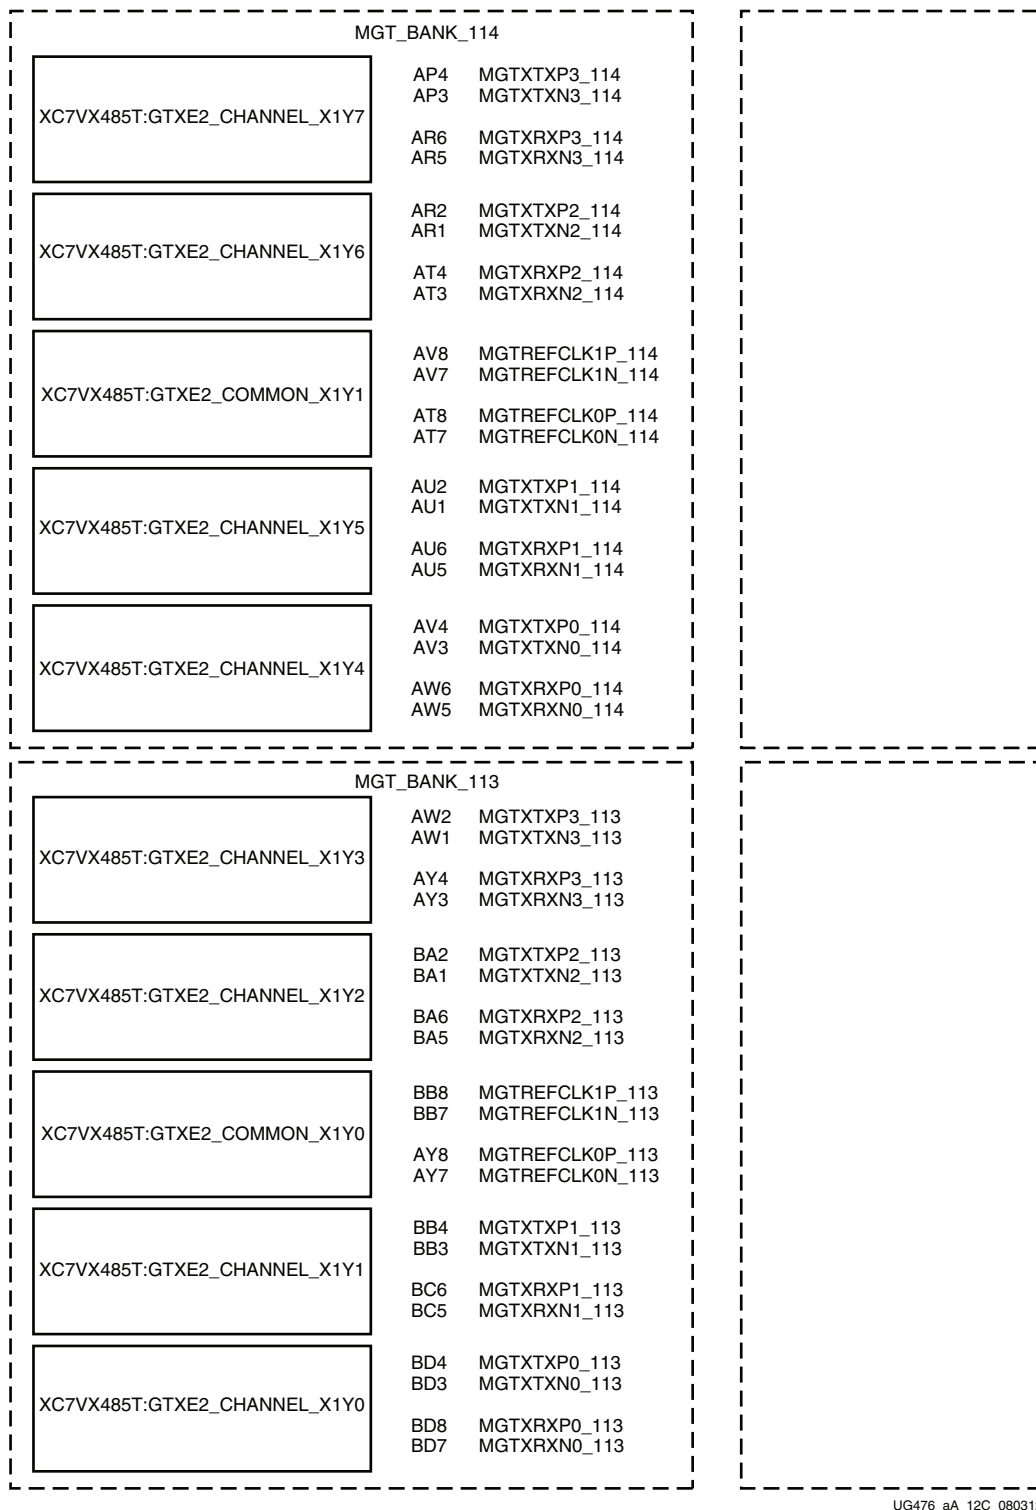 MGT_BANK_114
XC7VX485T:GTXE2_CHANNEL_X1Y7
AP4 MGTXTXP3_114
AP3 MGTXTXN3_114
AR6 MGTXRXP3_114
AR5 MGTXRXN3_114
XC7VX485T:GTXE2_CHANNEL_X1Y6
AR2 MGTXTXP2_114
AR1 MGTXTXN2_114
AT4 MGTXRXP2_114
AT3 MGTXRXN2_114
XC7VX485T:GTXE2_COMMON_X1Y1
AV8 MGTREFCLK1P_114
AV7 MGTREFCLK1N_114
AT8 MGTREFCLK0P_114
AT7 MGTREFCLK0N_114
XC7VX485T:GTXE2_CHANNEL_X1Y5
AU2 MGTXTXP1_114
AU1 MGTXTXN1_114
AU6 MGTXRXP1_114
AU5 MGTXRXN1_114
XC7VX485T:GTXE2_CHANNEL_X1Y4
AV4 MGTXTXP0_114
AV3 MGTXTXN0_114
AW6 MGTXRXP0_114
AW5 MGTXRXN0_114
MGT_BANK_113
XC7VX485T:GTXE2_CHANNEL_X1Y3
AW2 MGTXTXP3_113
AW1 MGTXTXN3_113
AY4 MGTXRXP3_113
AY3 MGTXRXN3_113
XC7VX485T:GTXE2_CHANNEL_X1Y2
BA2 MGTXTXP2_113
BA1 MGTXTXN2_113
BA6 MGTXRXP2_113
BA5 MGTXRXN2_113
XC7VX485T:GTXE2_COMMON_X1Y0
BB8 MGTREFCLK1P_113
BB7 MGTREFCLK1N_113
AY8 MGTREFCLK0P_113
AY7 MGTREFCLK0N_113
XC7VX485T:GTXE2_CHANNEL_X1Y1
BB4 MGTXTXP1_113
BB3 MGTXTXN1_113
BC6 MGTXRXP1_113
BC5 MGTXRXN1_113
XC7VX485T:GTXE2_CHANNEL_X1Y0
BD4 MGTXTXP0_113
BD3 MGTXTXN0_113
BD8 MGTXRXP0_113
BD7 MGTXRXN0_113
UG476_aA_12C_08031